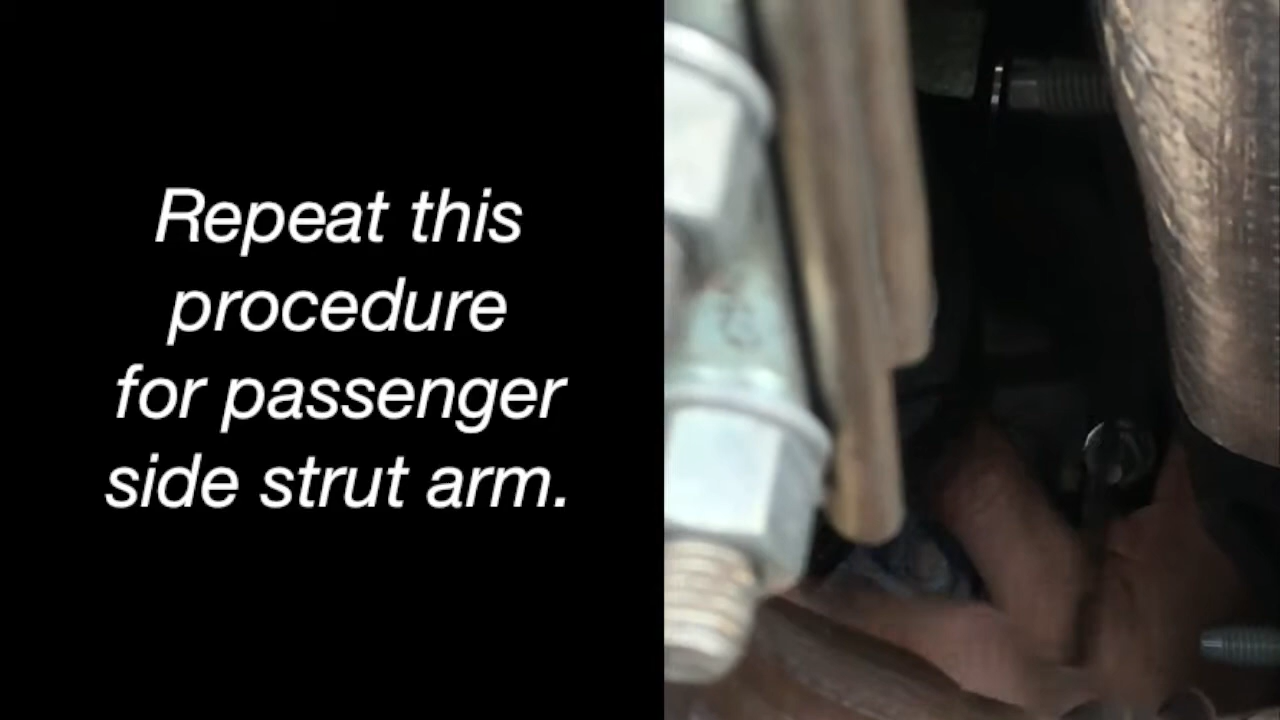 Repeat this
procedure
for passenger
side strut arm.